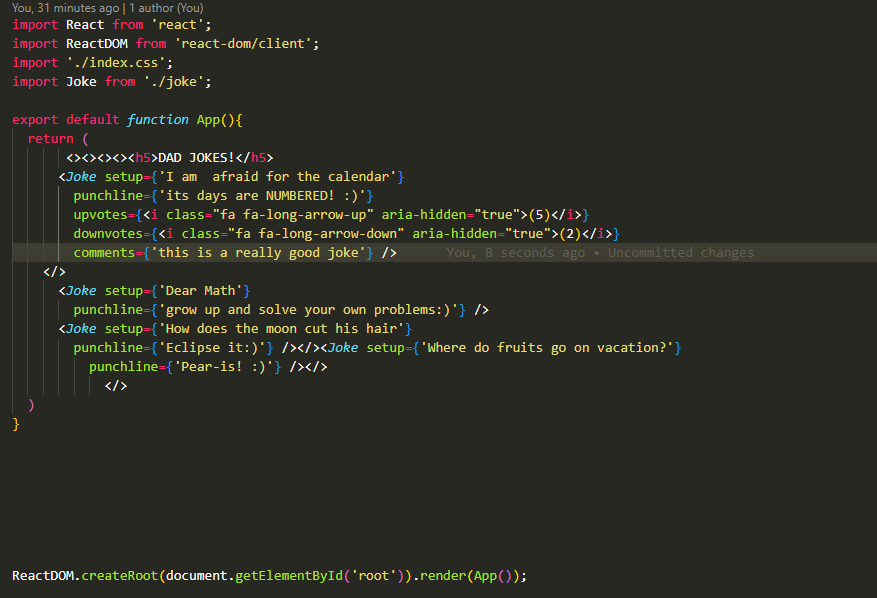 You, 31 minutes ago | 1 author (You)
import React from 'react';
import ReactDOM from 'react-dom/client';
import './index.css';
import Joke from './joke';
export default function App(){
return (
<><><><><h5>DAD JOKES!</h5>
<Joke setup={'I am  afraid for the calendar'}
punchline={'its days are NUMBERED! :)'}
upvotes={<i class="fa fa-long-arrow-up" aria-hidden="true">(5)</i>}
downvotes={<i class="fa fa-long-arrow-down" aria-hidden="true">(2)</i>}
comments={'this is a really good joke'} /> You, 8 seconds ago • Uncommitted changes
</>
<Joke setup={'Dear Math'}
punchline={'grow up and solve your own problems:)'} />
<Joke setup={'How does the moon cut his hair'}
punchline={'Eclipse it:)'} /></><Joke setup={'Where do fruits go on vacation?'}
punchline={'Pear-is! :)'} /></>
</>
)
}
ReactDOM.createRoot(document.getElementById('root')).render(App());